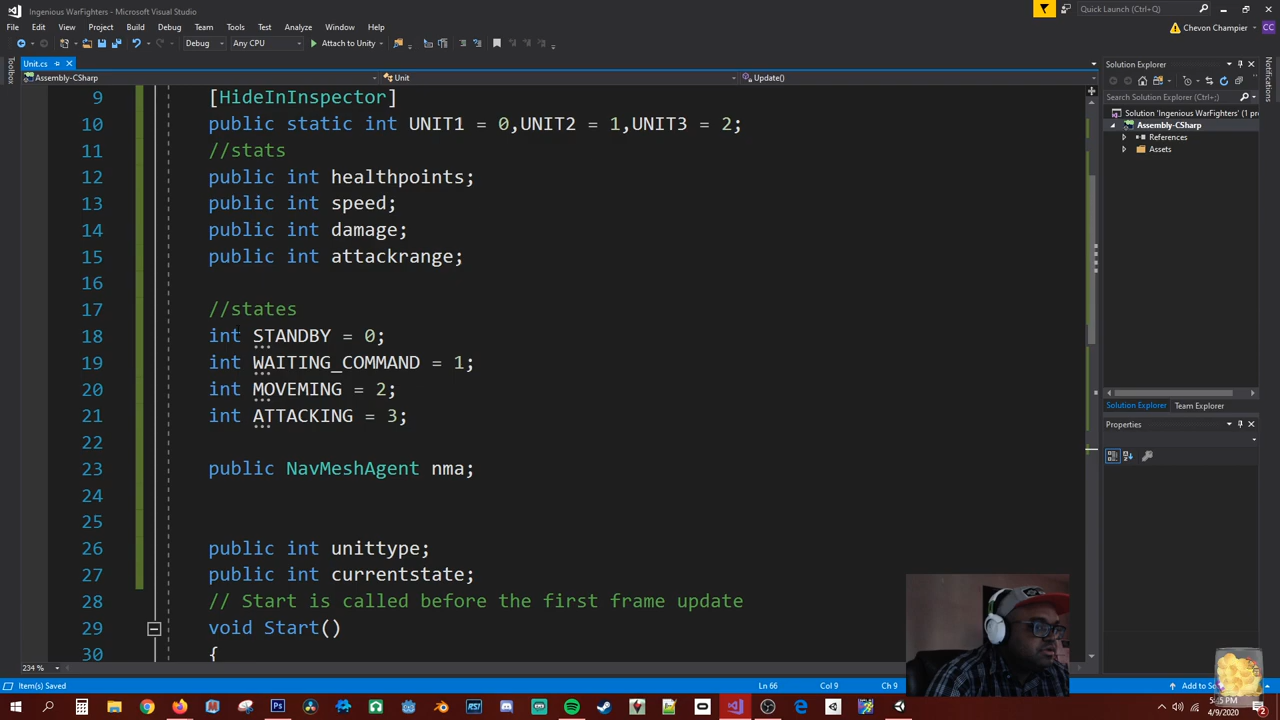 Ingenious WarFighters - Microsoft Visual Studio
Quick Launch (Ctrl+Q)
File Edit View Project Build Debug Team Tools Test Analyze Window Help
Chevon Champier CC
Debug Any CPU Attach to Unity
Toolbox
Unit.cs
Assembly-CSharp Unit Update()
9 [HideInInspector]
10 public static int UNIT1 = 0,UNIT2 = 1,UNIT3 = 2;
11 //stats
12 public int healthpoints;
13 public int speed;
14 public int damage;
15 public int attackrange;
16
17 //states
18 int STANDBY = 0;
19 int WAITING_COMMAND = 1;
20 int MOVEMING = 2;
21 int ATTACKING = 3;
22
23 public NavMeshAgent nma;
24
25
26 public int unittype;
27 public int currentstate;
28 // Start is called before the first frame update
29 void Start()
30 {
234 %
Solution Explorer
Search Solution Explorer (Ctrl+;)
Solution 'Ingenious WarFighters' (1 pr
Assembly-CSharp
References
Assets
Solution Explorer Team Explorer
Properties
Notifications
Item(s) Saved Ln 66 Col 9 Ch 9 Add to So
4/9/2020